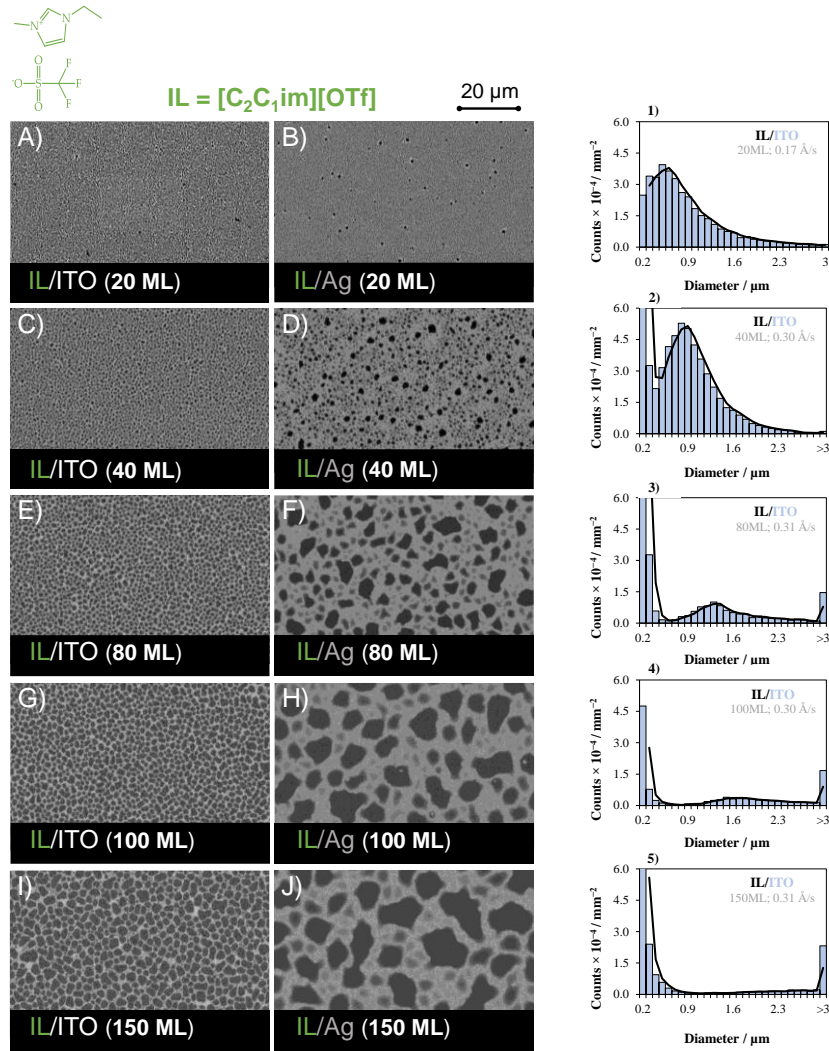 N⁺
N
⁻O
O
S
O
F
F
F
IL = [C₂C₁im][OTf]
20 µm
A)
IL/ITO (20 ML)
B)
IL/Ag (20 ML)
C)
IL/ITO (40 ML)
D)
IL/Ag (40 ML)
E)
IL/ITO (80 ML)
F)
IL/Ag (80 ML)
G)
IL/ITO (100 ML)
H)
IL/Ag (100 ML)
I)
IL/ITO (150 ML)
J)
IL/Ag (150 ML)
1)
IL/ITO
20ML; 0.17 Å/s
Counts × 10⁻⁴ / mm⁻²
6.0
4.5
3.0
1.5
0.0
0.2 0.9 1.6 2.3 3
Diameter / µm
2)
IL/ITO
40ML; 0.30 Å/s
Counts × 10⁻⁴ / mm⁻²
6.0
4.5
3.0
1.5
0.0
0.2 0.9 1.6 2.3 >3
Diameter / µm
3)
IL/ITO
80ML; 0.31 Å/s
Counts × 10⁻⁴ / mm⁻²
6.0
4.5
3.0
1.5
0.0
0.2 0.9 1.6 2.3 >3
Diameter / µm
4)
IL/ITO
100ML; 0.30 Å/s
Counts × 10⁻⁴ / mm⁻²
6.0
4.5
3.0
1.5
0.0
0.2 0.9 1.6 2.3 >3
Diameter / µm
5)
IL/ITO
150ML; 0.31 Å/s
Counts × 10⁻⁴ / mm⁻²
6.0
4.5
3.0
1.5
0.0
0.2 0.9 1.6 2.3 >3
Diameter / µm